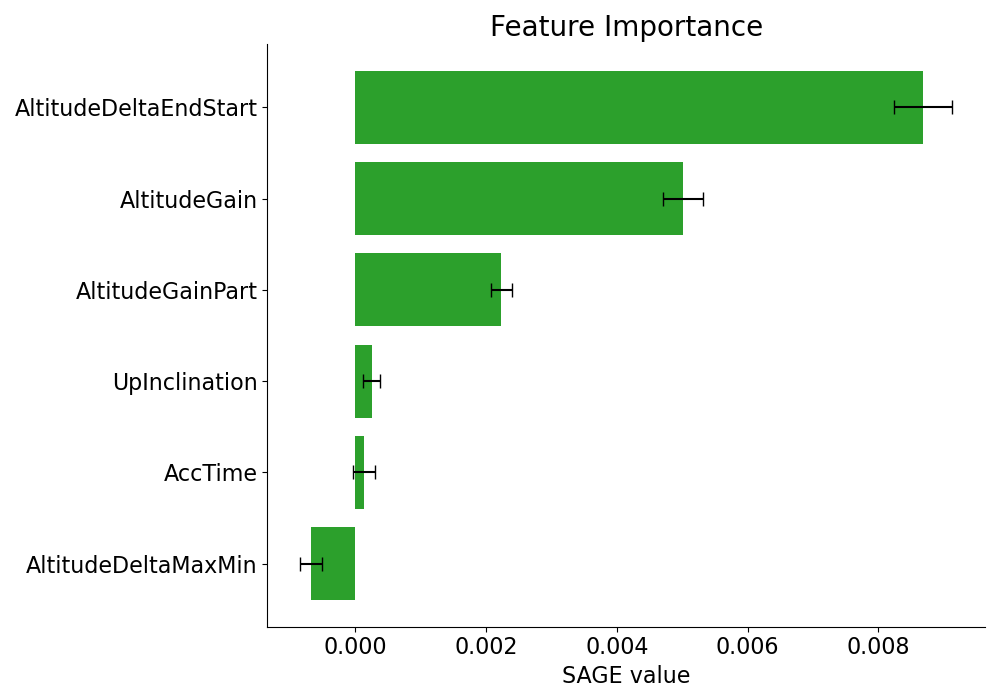 Feature Importance
AltitudeDeltaEndStart
AltitudeGain
AltitudeGainPart
UpInclination
AccTime
AltitudeDeltaMaxMin
0.000 0.002 0.004 0.006 0.008
SAGE value